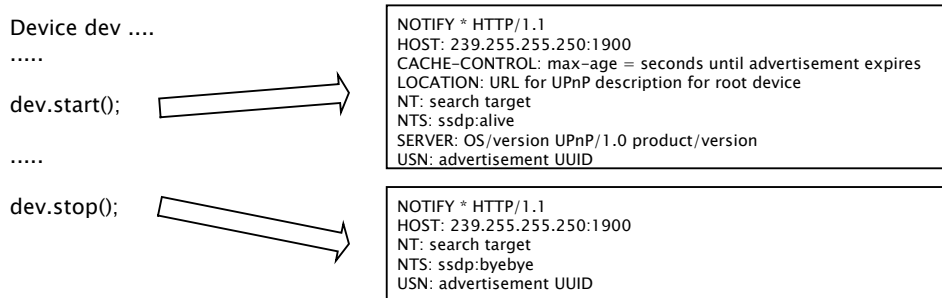 Device dev ....
.....
dev.start();
.....
dev.stop();
NOTIFY * HTTP/1.1
HOST: 239.255.255.250:1900
CACHE-CONTROL: max-age = seconds until advertisement expires
LOCATION: URL for UPnP description for root device
NT: search target
NTS: ssdp:alive
SERVER: OS/version UPnP/1.0 product/version
USN: advertisement UUID
NOTIFY * HTTP/1.1
HOST: 239.255.255.250:1900
NT: search target
NTS: ssdp:byebye
USN: advertisement UUID